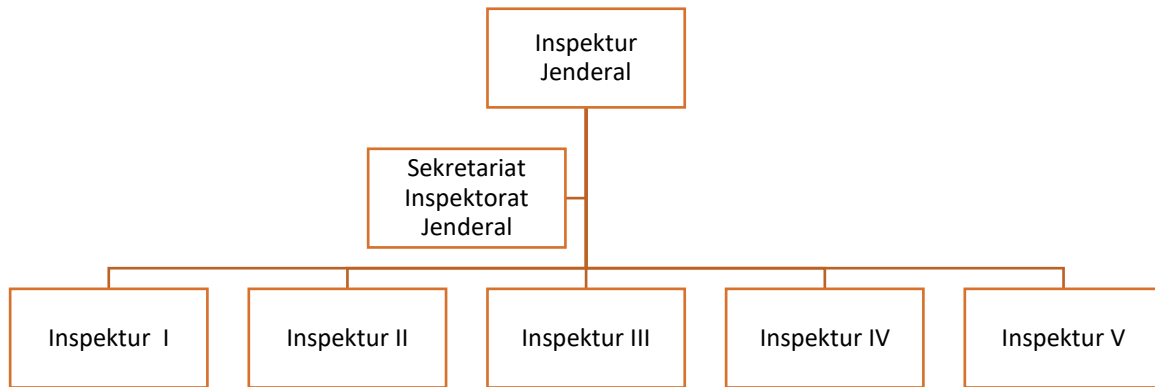 Inspektur
Jenderal
Sekretariat
Inspektorat
Jenderal
Inspektur  I
Inspektur II
Inspektur III
Inspektur IV
Inspektur V